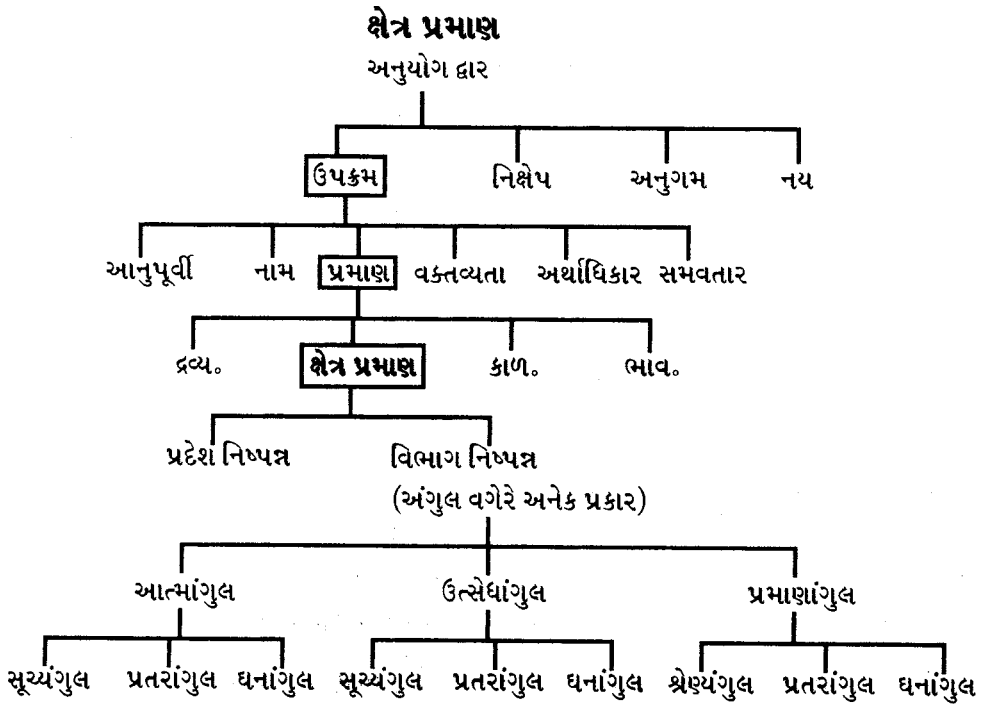 ક્ષેત્ર પ્રમાણ
અનુયોગ દ્વાર
ઉપક્રમ નિક્ષેપ અનુગમ નય
આનુપૂર્વી નામ પ્રમાણ વક્તવ્યતા અર્થાધિકાર સમવતાર
દ્રવ્ય. ક્ષેત્ર પ્રમાણ કાળ. ભાવ.
પ્રદેશ નિષ્પન્ન વિભાગ નિષ્પન્ન
(અંગુલ વગેરે અનેક પ્રકાર)
આત્માંગુલ ઉત્સેધાંગુલ પ્રમાણાંગુલ
સૂચ્યંગુલ પ્રતરાંગુલ ઘનાંગુલ સૂચ્યંગુલ પ્રતરાંગુલ ઘનાંગુલ શ્રેણ્યંગુલ પ્રતરાંગુલ ઘનાંગુલ